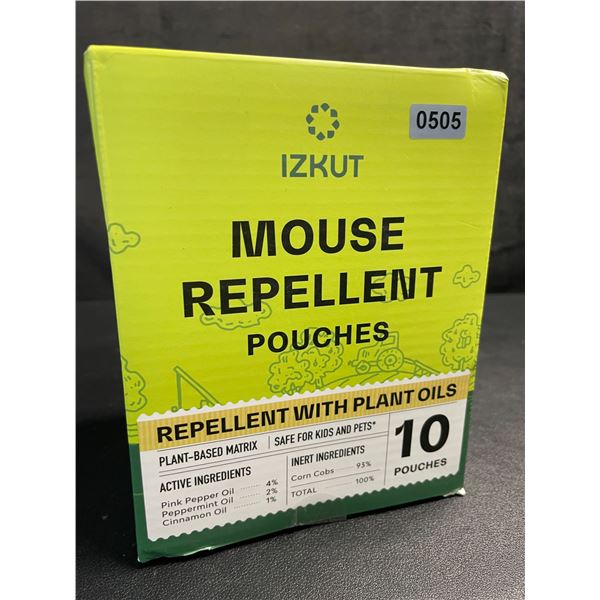 0505
IZKUT
MOUSE
REPELLENT
POUCHES
REPELLENT WITH PLANT OILS
PLANT-BASED MATRIX | SAFE FOR KIDS AND PETS*
ACTIVE INGREDIENTS
Pink Pepper Oil ........ 4%
Peppermint Oil ........ 2%
Cinnamon Oil ........ 1%
INERT INGREDIENTS
Corn Cobs ........ 93%
TOTAL ........ 100%
10
POUCHES